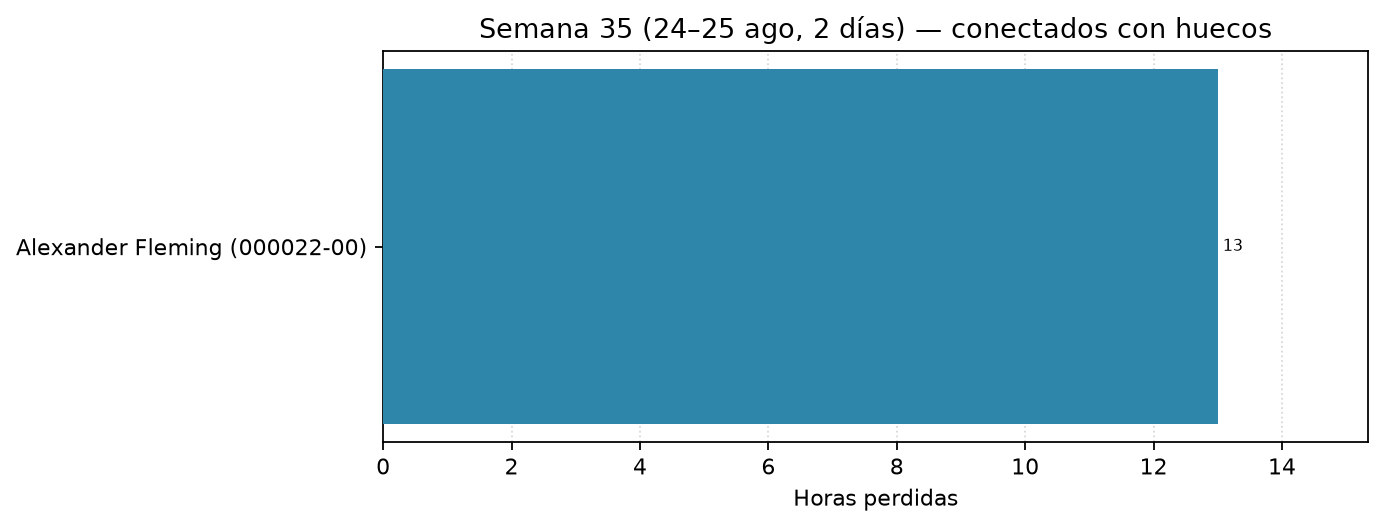 Semana 35 (24–25 ago, 2 días) — conectados con huecos
Alexander Fleming (000022-00)
13
0 2 4 6 8 10 12 14
Horas perdidas